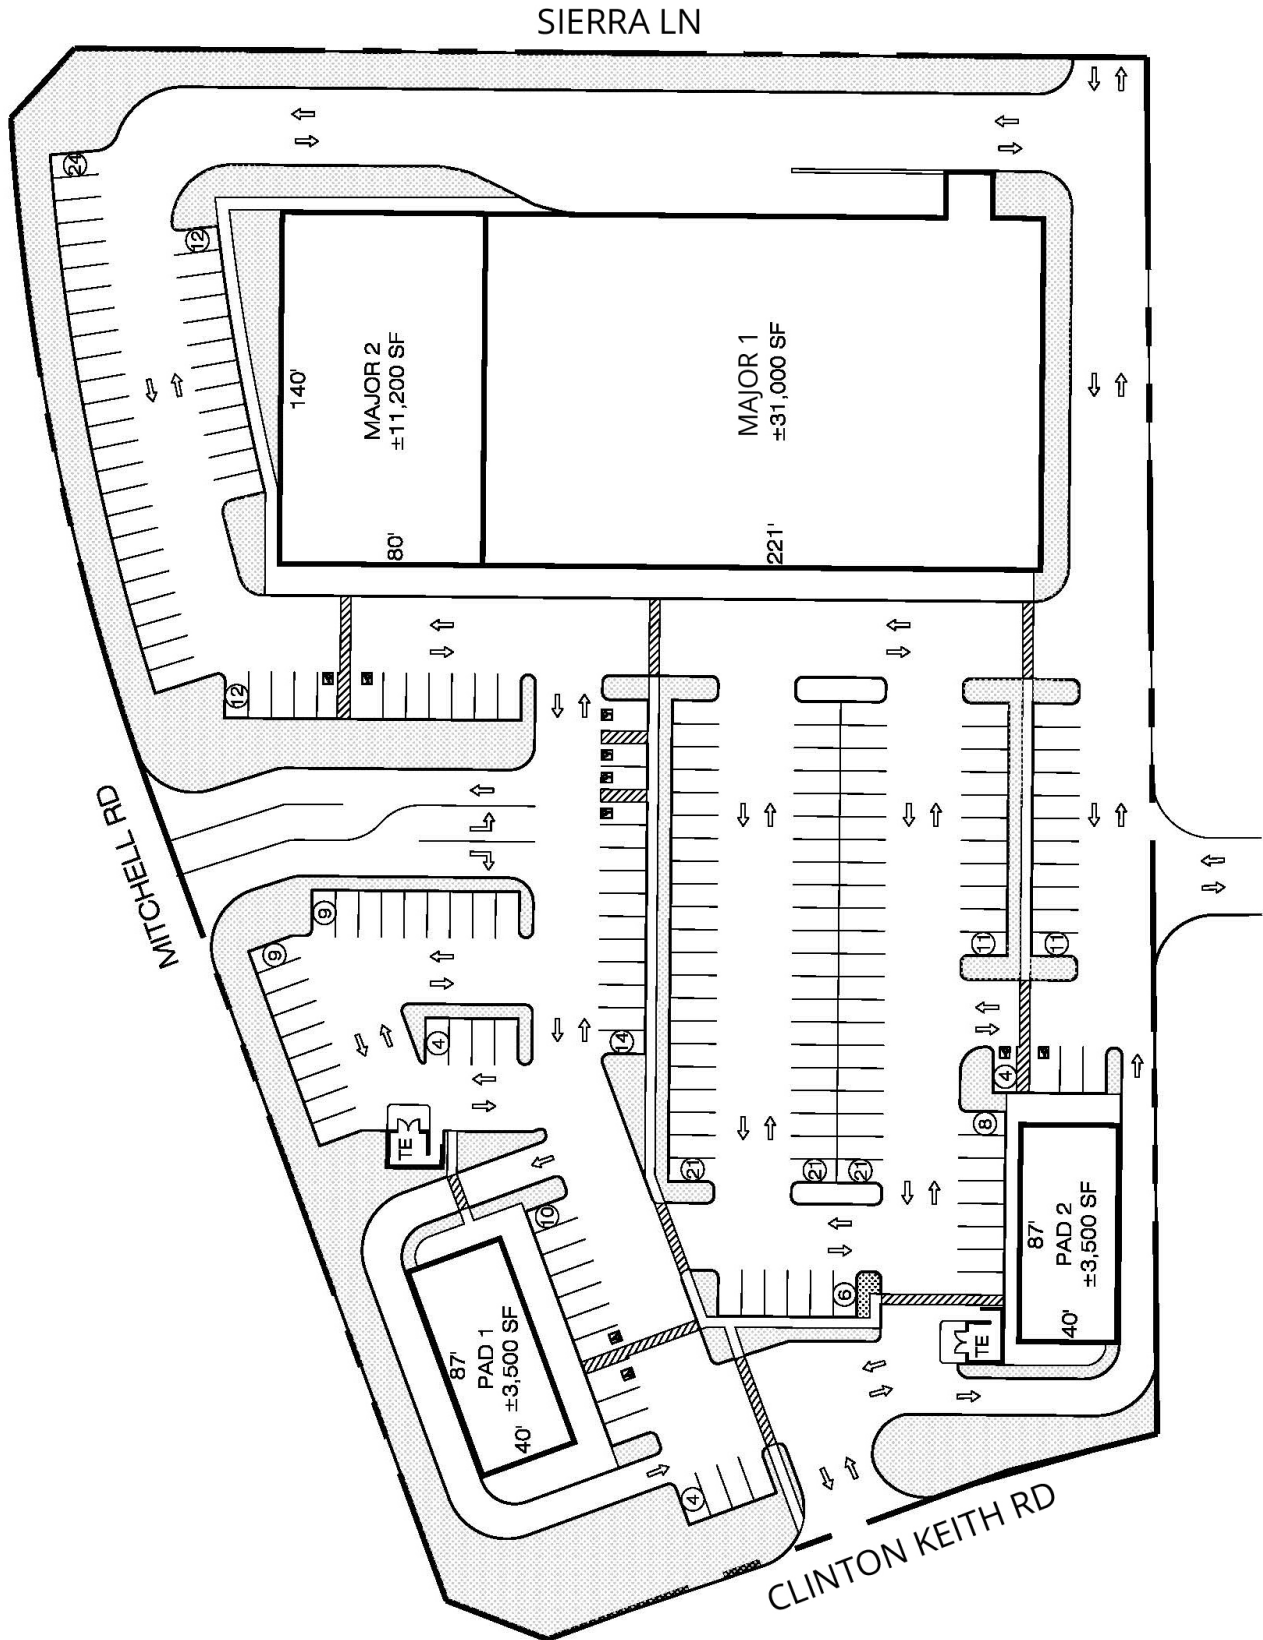 SIERRA LN
24
12
140'
MAJOR 2
±11,200 SF
80'
MAJOR 1
±31,000 SF
221'
12
MITCHELL RD
9
9
4
14
11
11
4
8
21
21
21
TE
10
6
87'
PAD 1
±3,500 SF
40'
87'
PAD 2
±3,500 SF
40'
TE
4
CLINTON KEITH RD